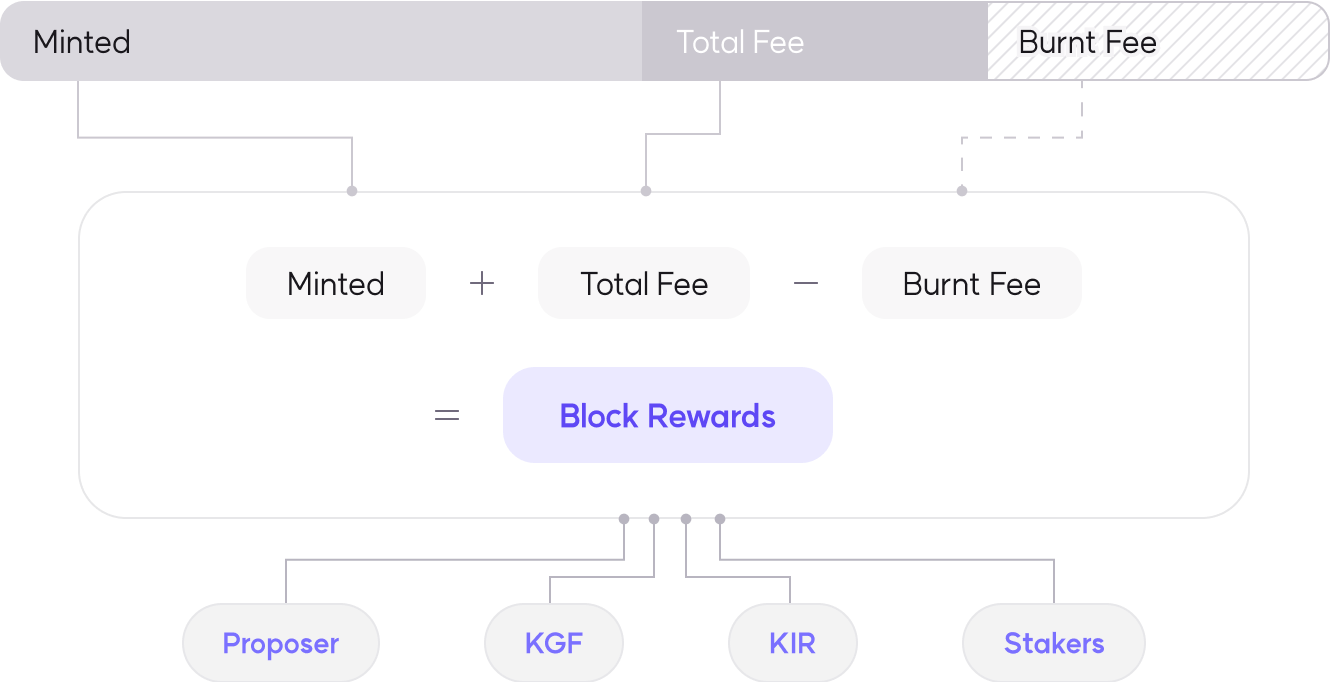 Minted Total Fee Burnt Fee
Minted + Total Fee − Burnt Fee
= Block Rewards
Proposer KGF KIR Stakers